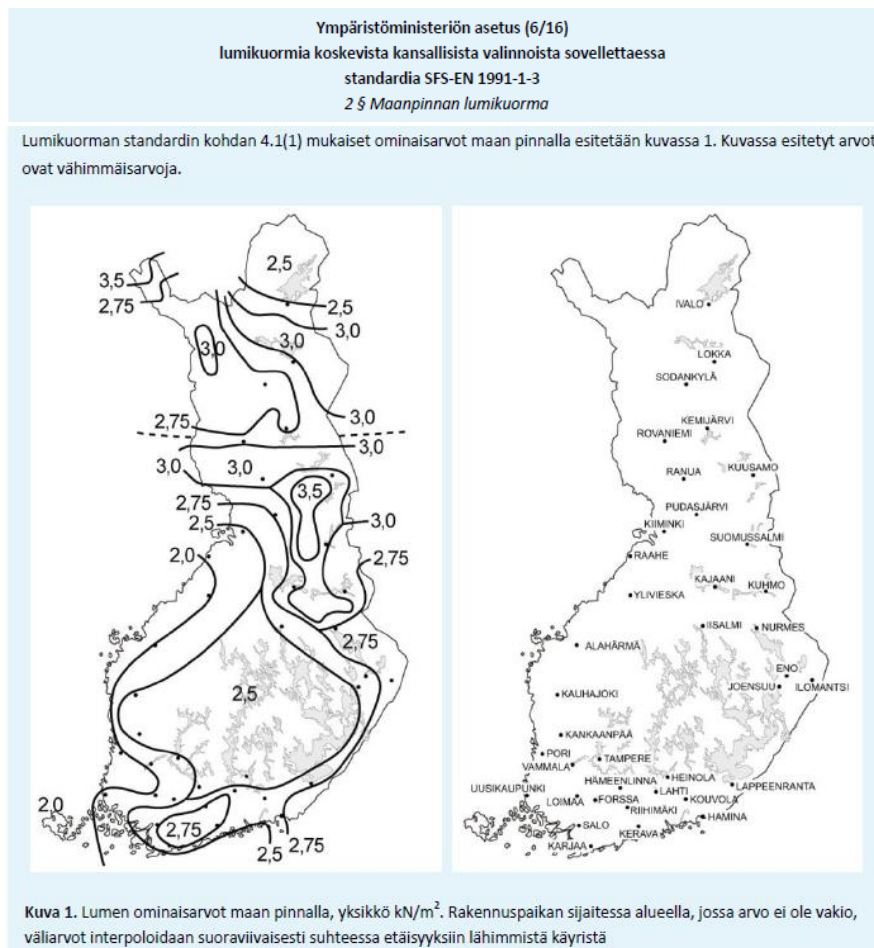 Ympäristöministeriön asetus (6/16)
lumikuormia koskevista kansallisista valinnoista sovellettaessa
standardia SFS-EN 1991-1-3
2 § Maanpinnan lumikuorma
Lumikuorman standardin kohdan 4.1(1) mukaiset ominaisarvot maan pinnalla esitetään kuvassa 1. Kuvassa esitetyt arvot
ovat vähimmäisarvoja.
3,5
2,75
2,5
2,5
3,0
3,0
3,0
2,75
3,0
3,0
3,0
3,0
3,5
2,75
2,5
3,0
2,0
2,75
2,75
2,5
2,0
2,75
2,5
2,75
IVALO
LOKKA
SODANKYLÄ
KEMIJÄRVI
ROVANIEMI
RANUA
KUUSAMO
PUDASJÄRVI
KIIMINKI
SUOMUSSALMI
RAAHE
KAJAANI
KUHMO
YLIVIESKA
IISALMI
NURMES
ALAHÄRMÄ
ENO
JOENSUU
ILOMANTSI
KAUHAJOKI
KANKAANPÄÄ
PORI
TAMPERE
VAMMALA
HÄMEENLINNA
HEINOLA
UUSIKAUPUNKI
LAHTI
LAPPEENRANTA
LOIMAA
FORSSA
KOUVOLA
RIIHIMÄKI
HAMINA
SALO
KERAVA
KARJAA
Kuva 1. Lumen ominaisarvot maan pinnalla, yksikkö kN/m². Rakennuspaikan sijaitessa alueella, jossa arvo ei ole vakio,
väliarvot interpoloidaan suoraviivaisesti suhteessa etäisyyksiin lähimmistä käyristä